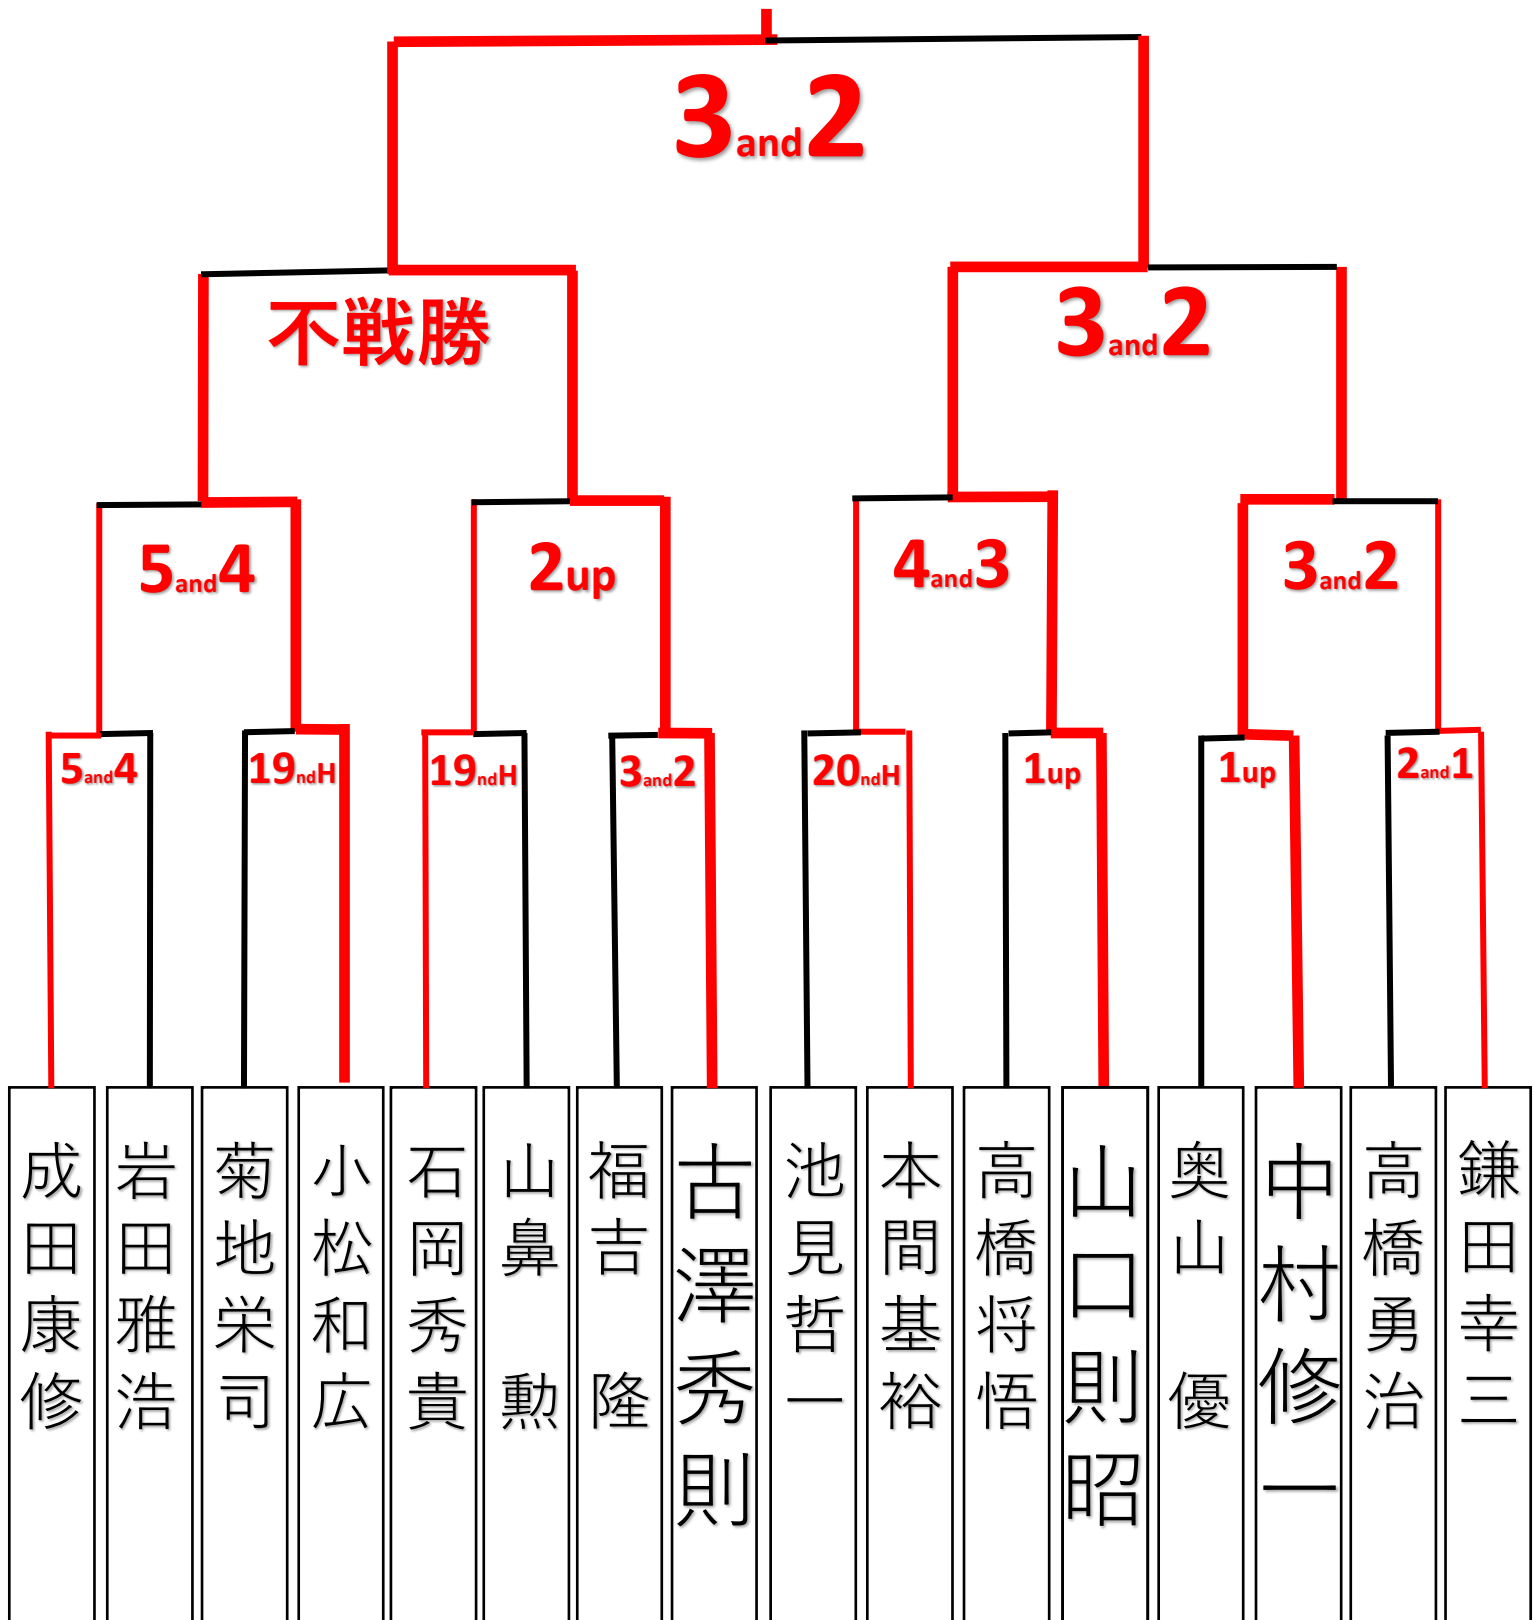 3and2
不戦勝
3and2
5and4
2up
4and3
3and2
5and4
19ndH
19ndH
3and2
20ndH
1up
1up
2and1
成田康修
岩田雅浩
菊地栄司
小松和広
石岡秀貴
山鼻 勲
福吉 隆
古澤秀則
池見哲一
本間基裕
高橋将悟
山口則昭
奥山 優
中村修一
高橋勇治
鎌田幸三